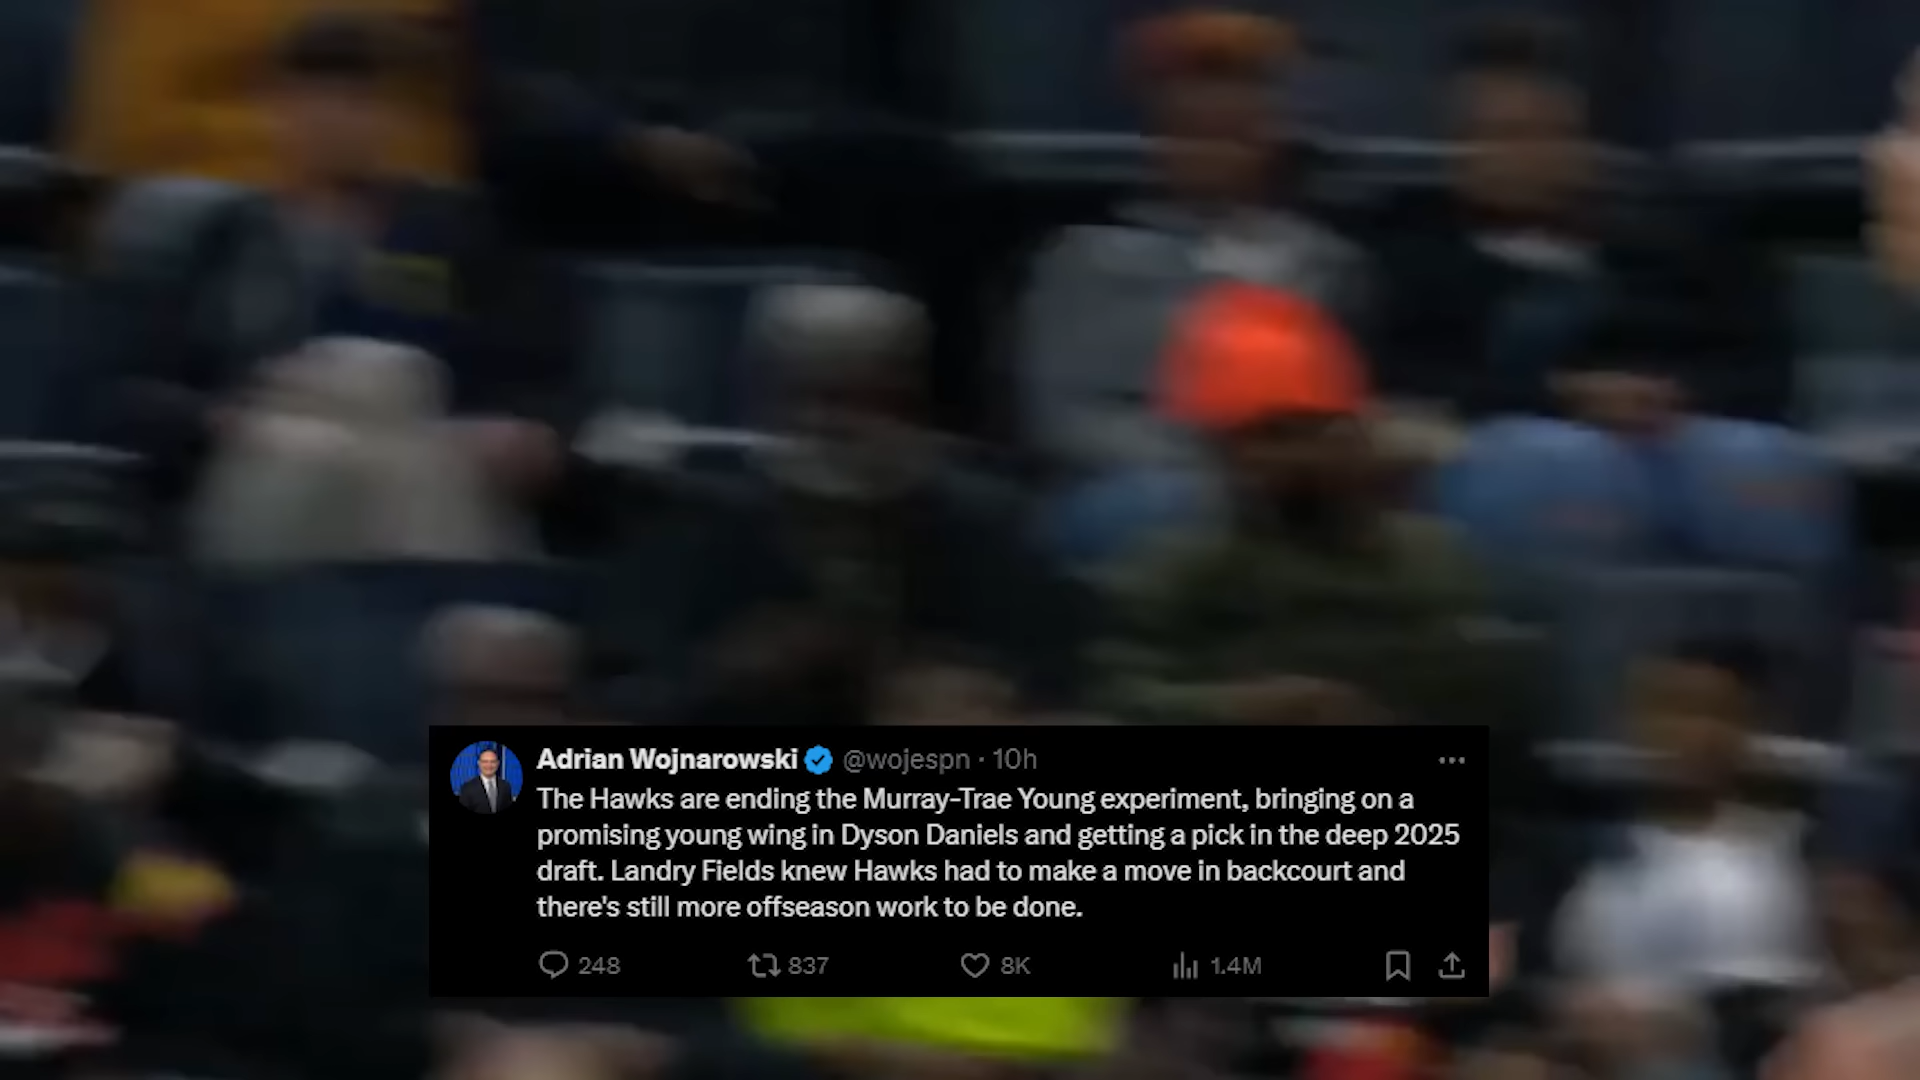 Adrian Wojnarowski @wojespn · 10h
The Hawks are ending the Murray-Trae Young experiment, bringing on a
promising young wing in Dyson Daniels and getting a pick in the deep 2025
draft. Landry Fields knew Hawks had to make a move in backcourt and
there's still more offseason work to be done.
248 837 8K 1.4M